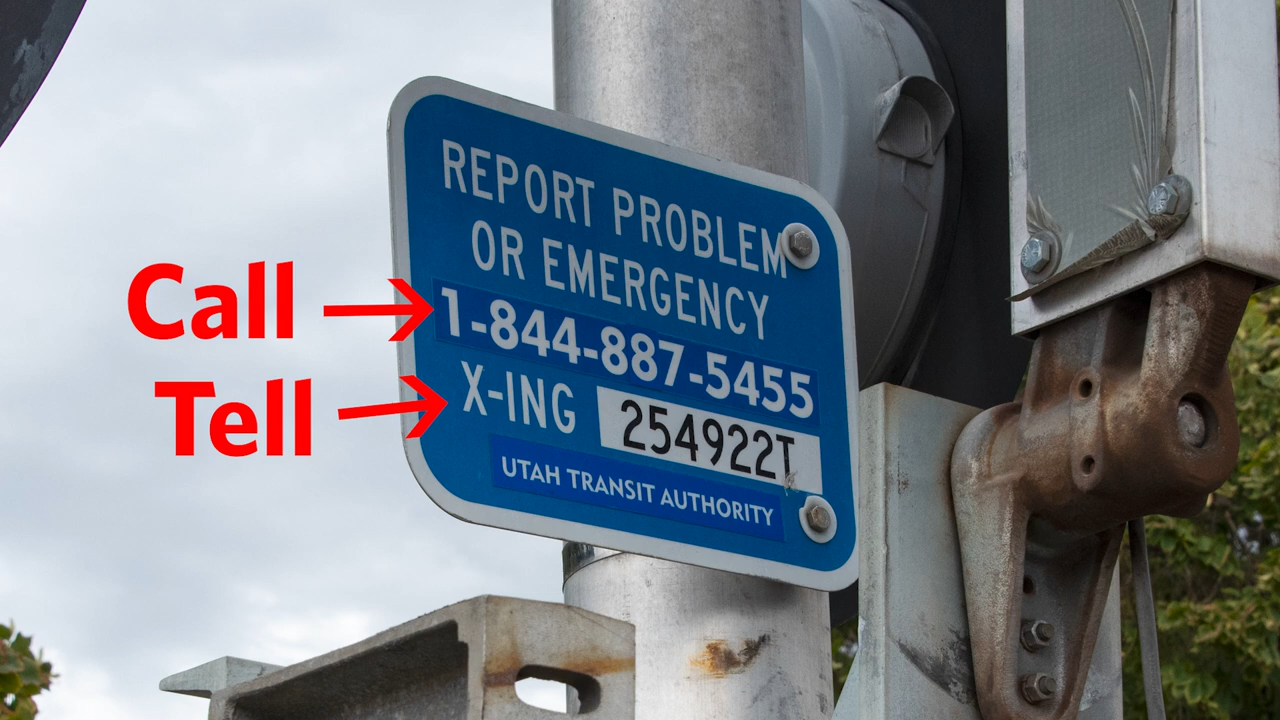 REPORT PROBLEM
OR EMERGENCY
Call
1-844-887-5455
Tell
X-ING 254922T
UTAH TRANSIT AUTHORITY